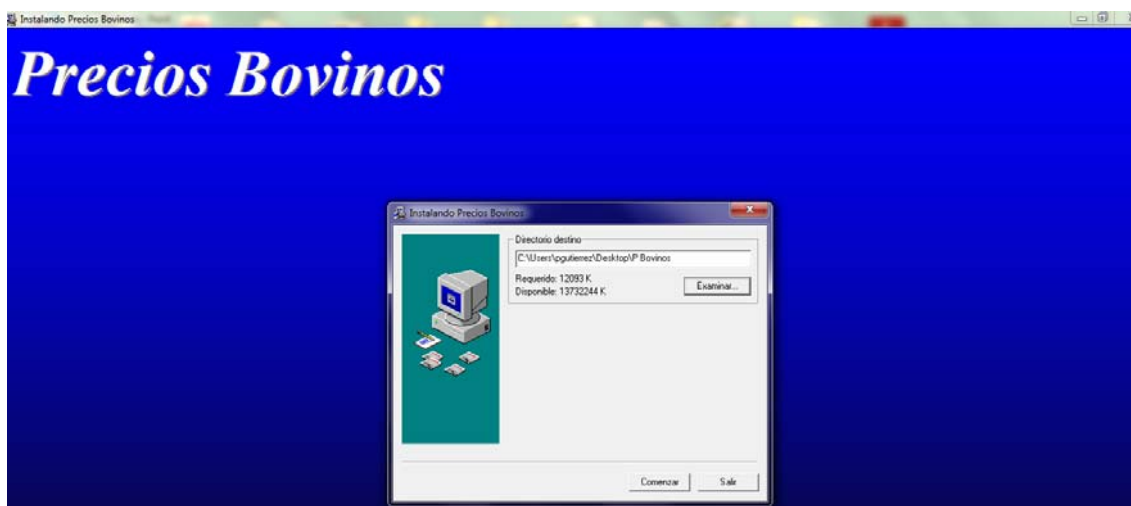 Instalando Precios Bovinos
Precios Bovinos
Instalando Precios Bovinos
Directorio destino
C:\Users\pgutierrez\Desktop\P Bovinos
Requerido: 12093 K
Disponible: 13732244 K
Examinar...
Comenzar
Salir